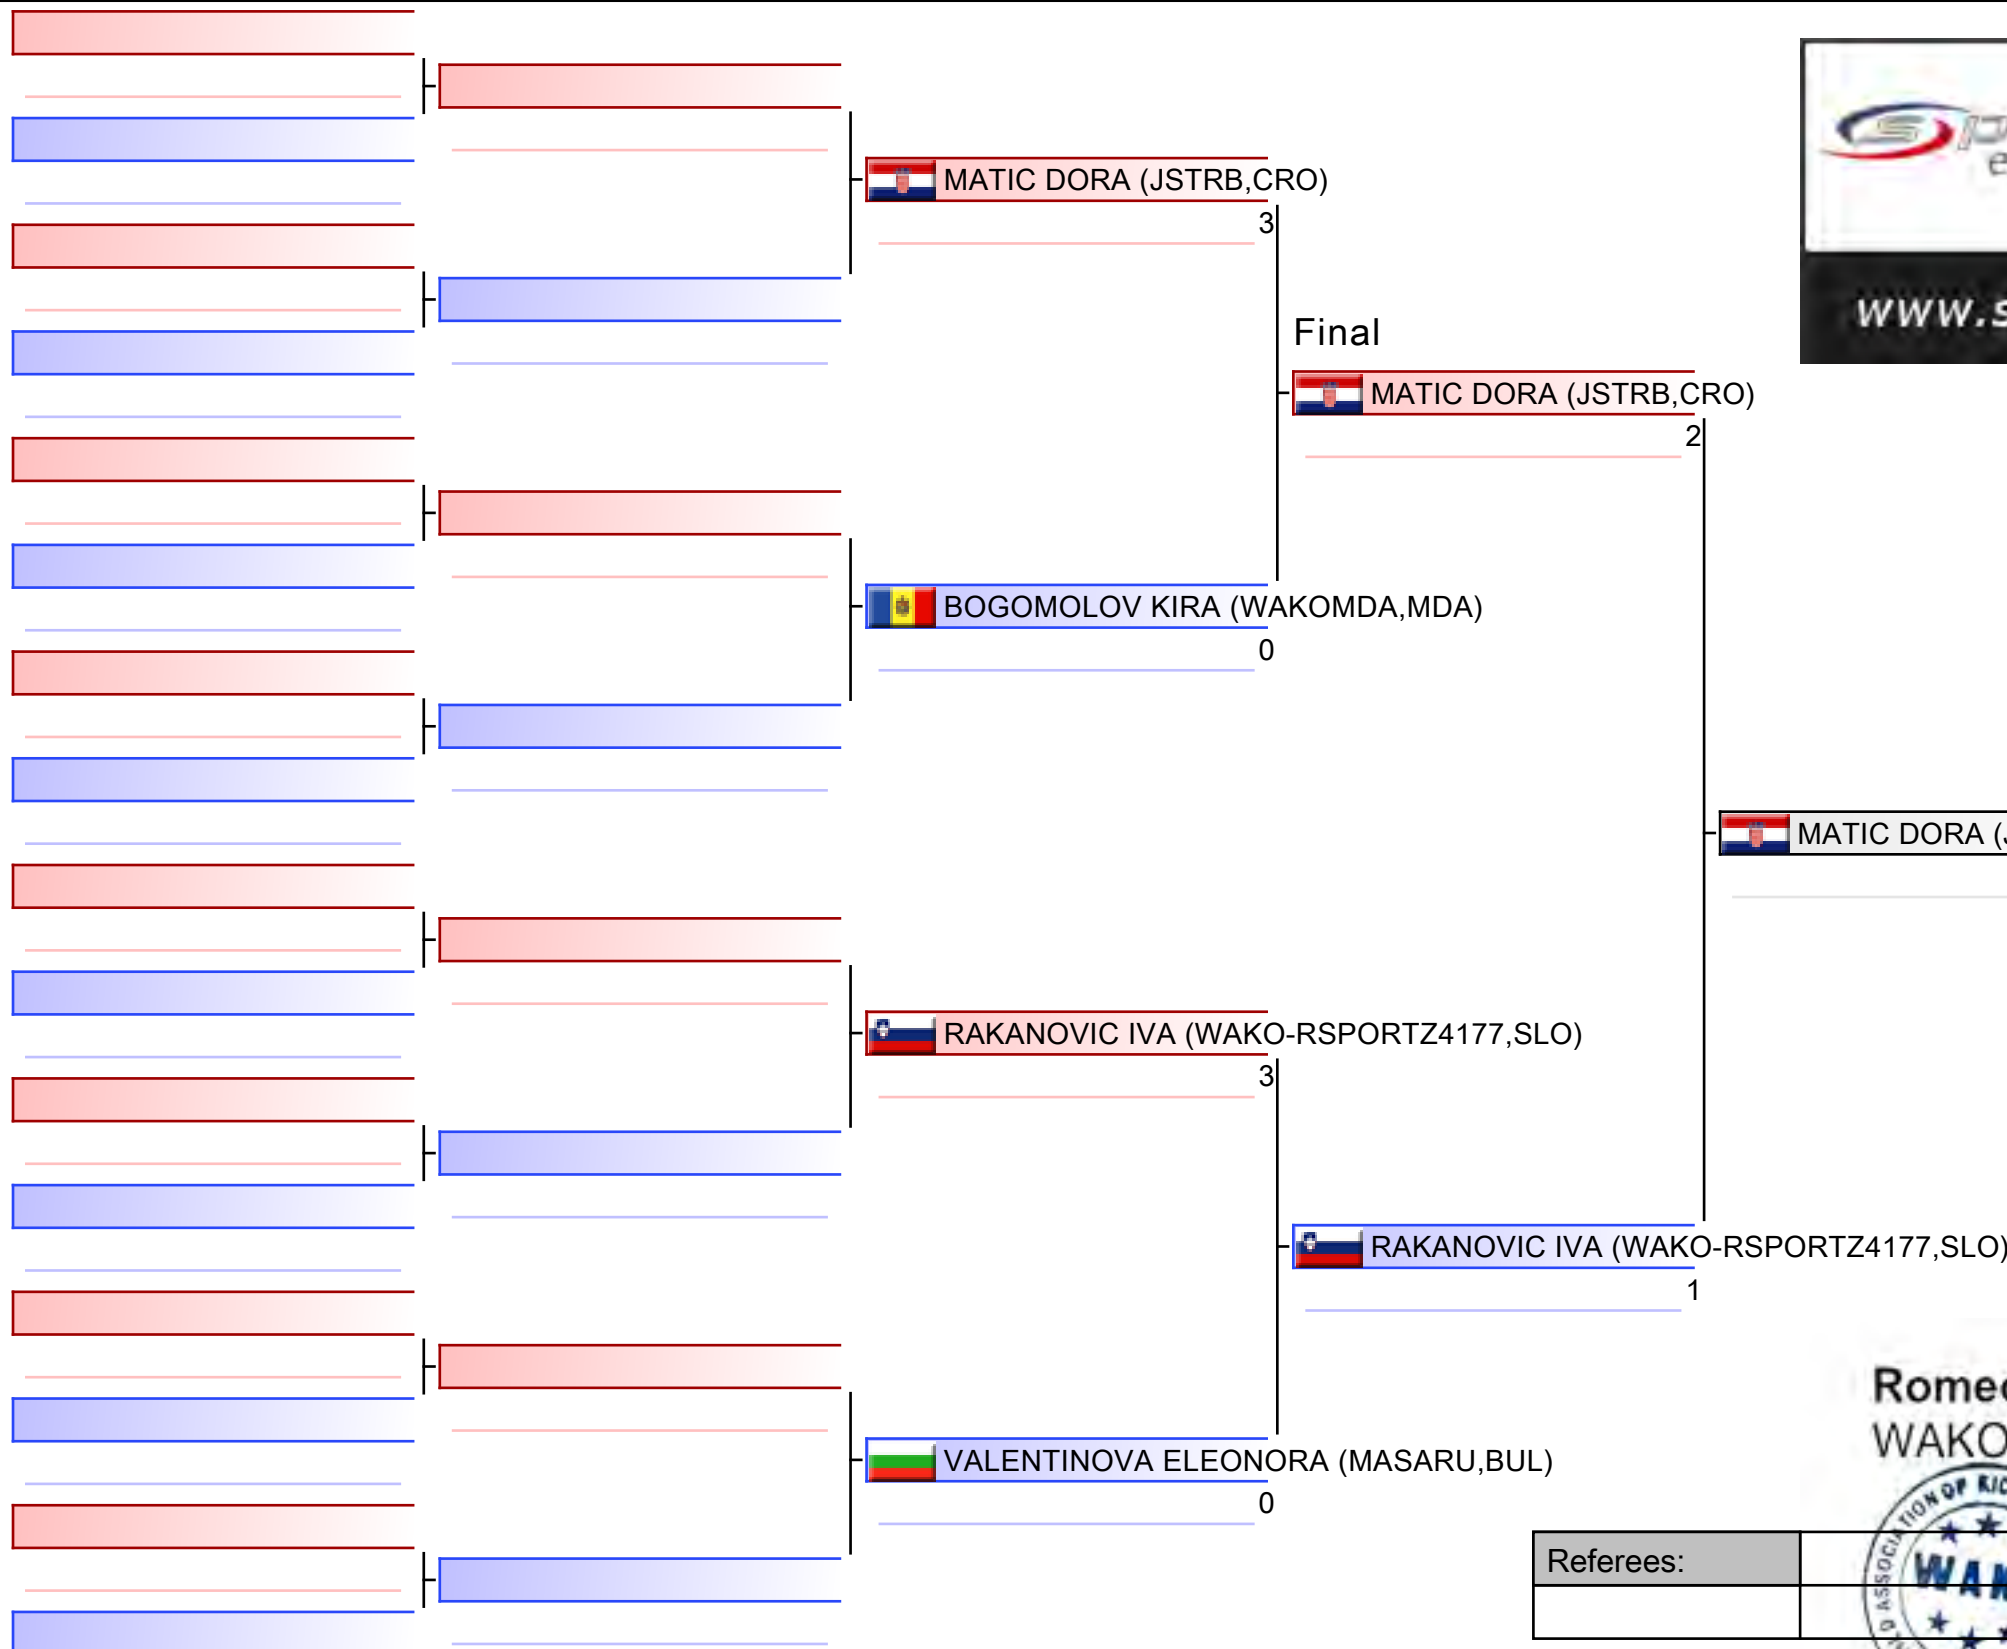 MATIC DORA (JSTRB,CRO)
3
Final
MATIC DORA (JSTRB,CRO)
2
www.s
BOGOMOLOV KIRA (WAKOMDA,MDA)
0
MATIC DORA (J
RAKANOVIC IVA (WAKO-RSPORTZ4177,SLO)
3
RAKANOVIC IVA (WAKO-RSPORTZ4177,SLO)
1
VALENTINOVA ELEONORA (MASARU,BUL)
0
Rome
WAKO
Referees: